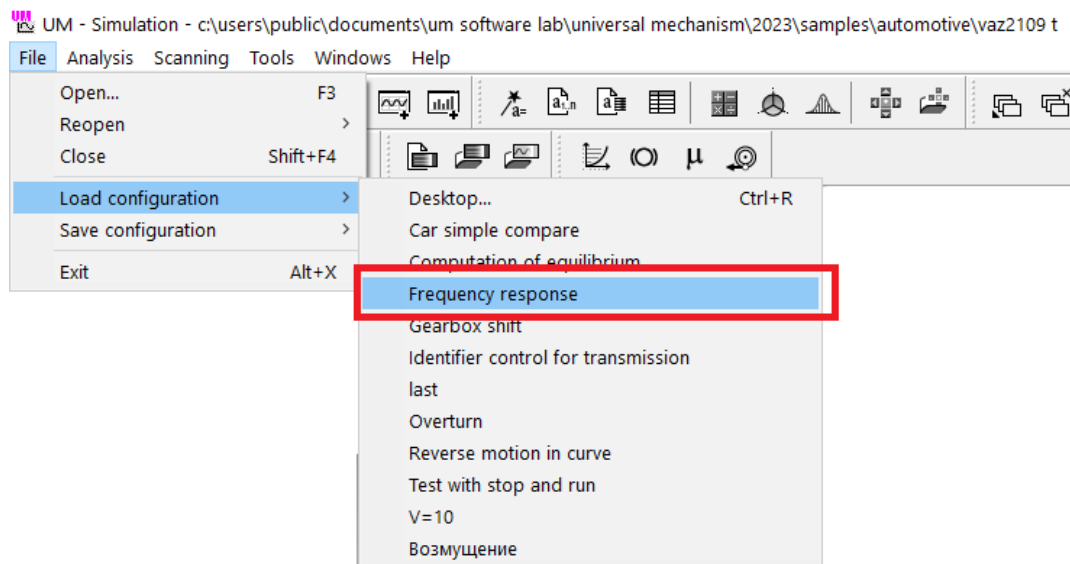 UM - Simulation - c:\users\public\documents\um software lab\universal mechanism\2023\samples\automotive\vaz2109 t
File Analysis Scanning Tools Windows Help
Open... F3
Reopen
Close Shift+F4
Load configuration
Save configuration
Exit Alt+X
Desktop... Ctrl+R
Car simple compare
Computation of equilibrium
Frequency response
Gearbox shift
Identifier control for transmission
last
Overturn
Reverse motion in curve
Test with stop and run
V=10
Возмущение